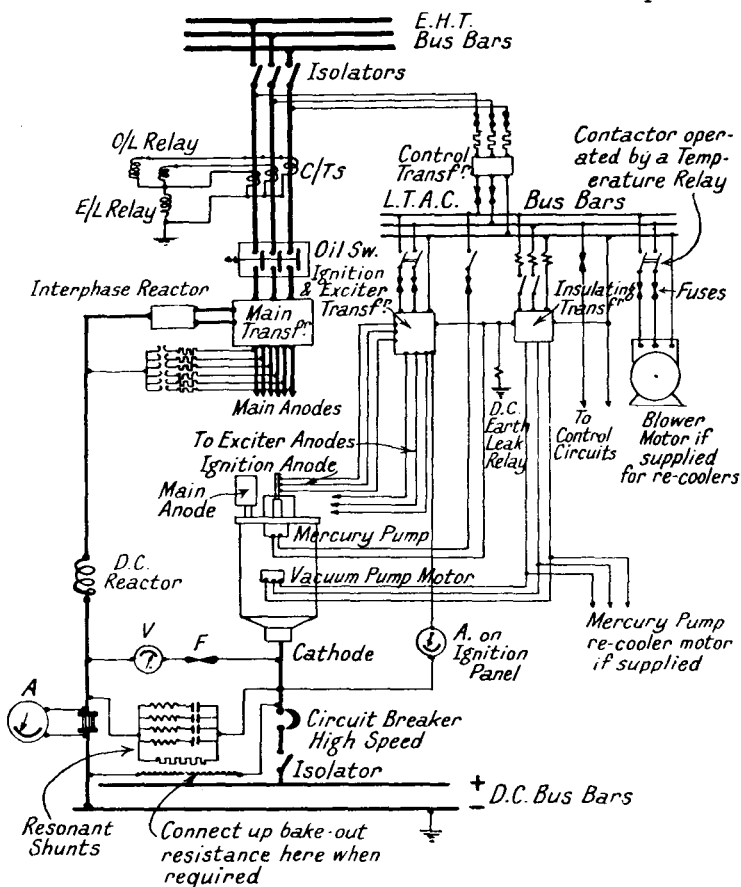 E.H.T.
Bus Bars
Isolators
O/L Relay
C/Ts
E/L Relay
Control
Transfr.
Contactor oper-
ated by a Temp-
erature Relay
L.T.A.C.
Bus Bars
Oil Sw.
Ignition
& Exciter
Transfr.
Interphase Reactor
Main
Transfr.
Insulating
Transfr.
Fuses
Main Anodes
D.C.
Earth
Leak
Relay
To
Control
Circuits
Blower
Motor if
supplied
for re-coolers
To Exciter Anodes
Ignition Anode
Main
Anode
Mercury Pump
Vacuum Pump Motor
D.C.
Reactor
Mercury Pump
re-cooler motor
if supplied
V
F
Cathode
A. on
Ignition
Panel
A
Circuit Breaker
High Speed
Isolator
+
- D.C. Bus Bars
Resonant
Shunts
Connect up bake-out
resistance here when
required